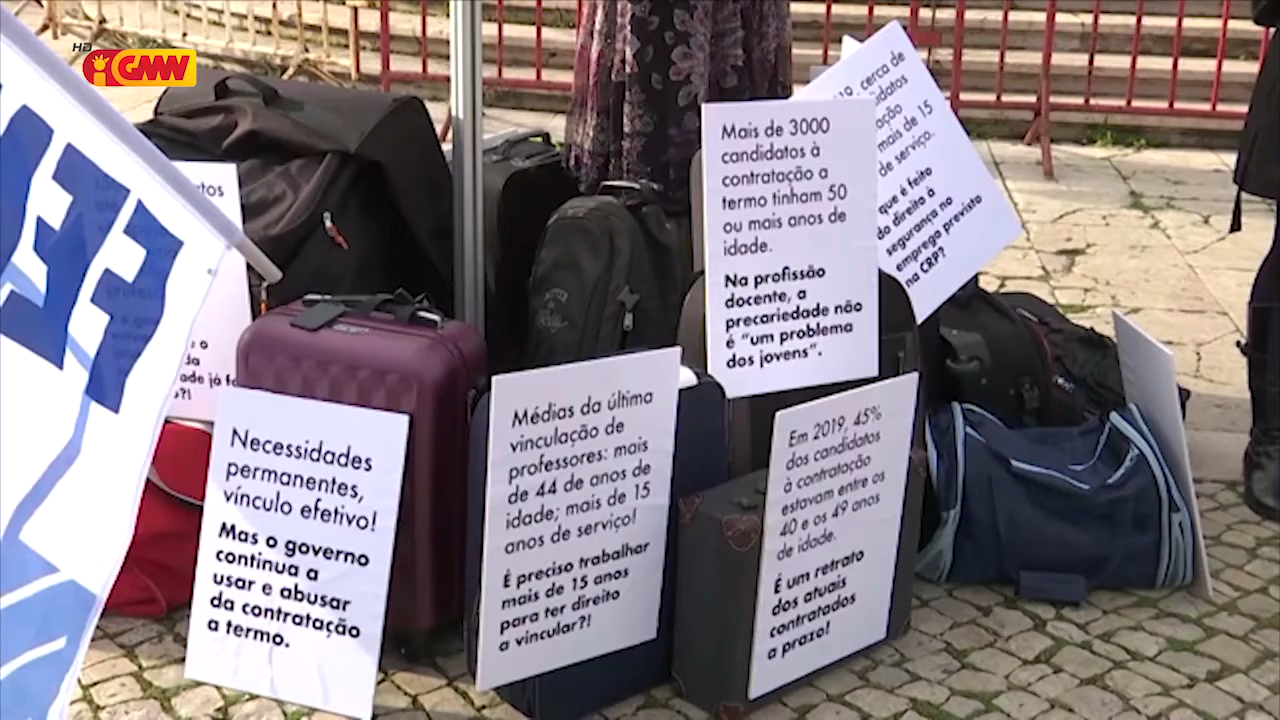 HD
iGMW
Mais de 3000
candidatos à
contratação a
termo tinham 50
ou mais anos de
idade.
Na profissão
docente, a
precariedade não
é "um problema
dos jovens".
cerca de
mais de 15
de serviço.
que é feito
do direito à
segurança no
emprego previsto
na CRP?
Necessidades
permanentes,
vínculo efetivo!
Mas o governo
continua a
usar e abusar
da contratação
a termo.
Médias da última
vinculação de
professores: mais
de 44 de anos de
idade; mais de 15
anos de serviço!
É preciso trabalhar
mais de 15 anos
para ter direito
a vincular?!
Em 2019, 45%
dos candidatos
à contratação
estavam entre os
40 e os 49 anos
de idade.
É um retrato
dos atuais
contratados
a prazo!